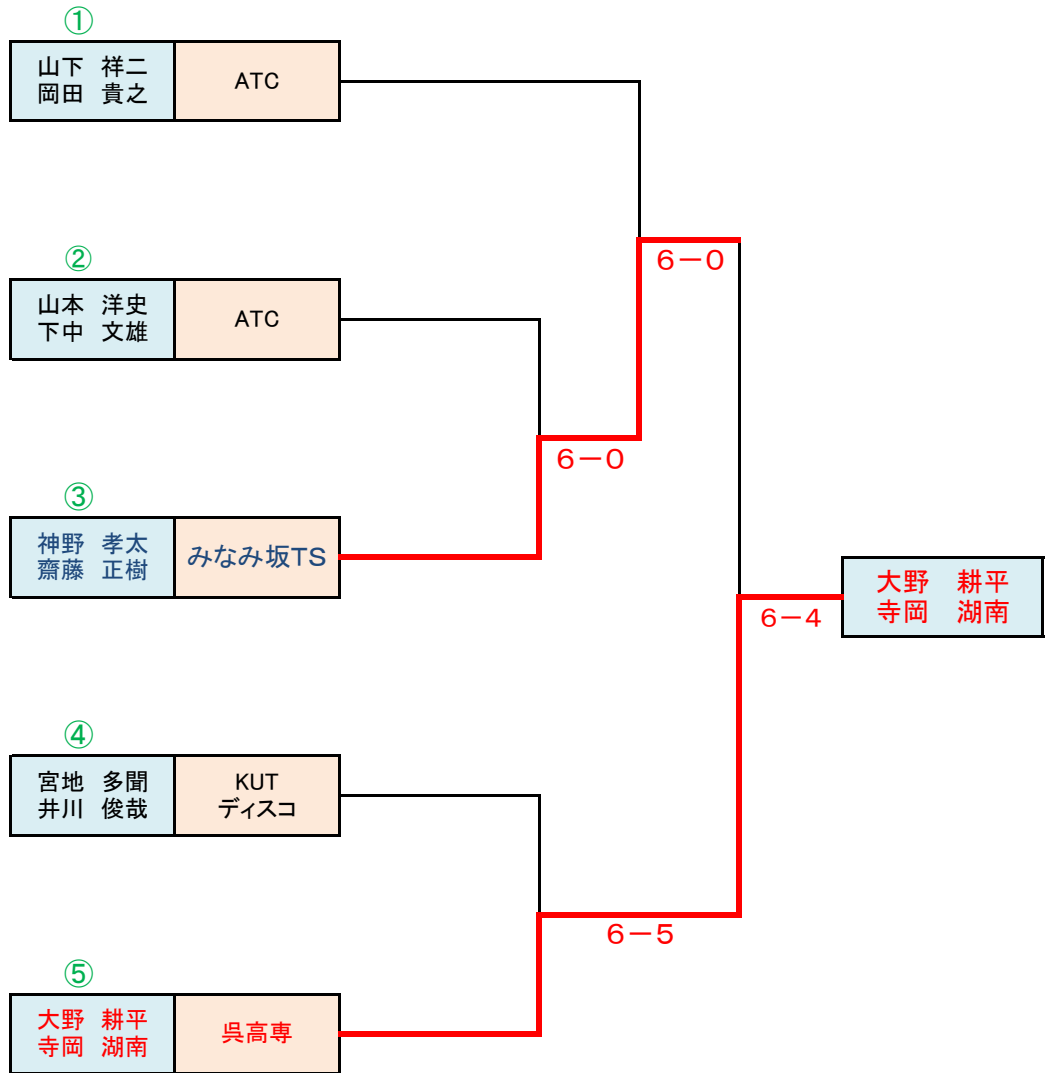 ①
山下 祥二
岡田 貴之
ATC
②
山本 洋史
下中 文雄
ATC
6-0
6-0
③
神野 孝太
齋藤 正樹
みなみ坂TS
大野 耕平
寺岡 湖南
6-4
④
宮地 多聞
井川 俊哉
KUT
ディスコ
6-5
⑤
大野 耕平
寺岡 湖南
呉高専